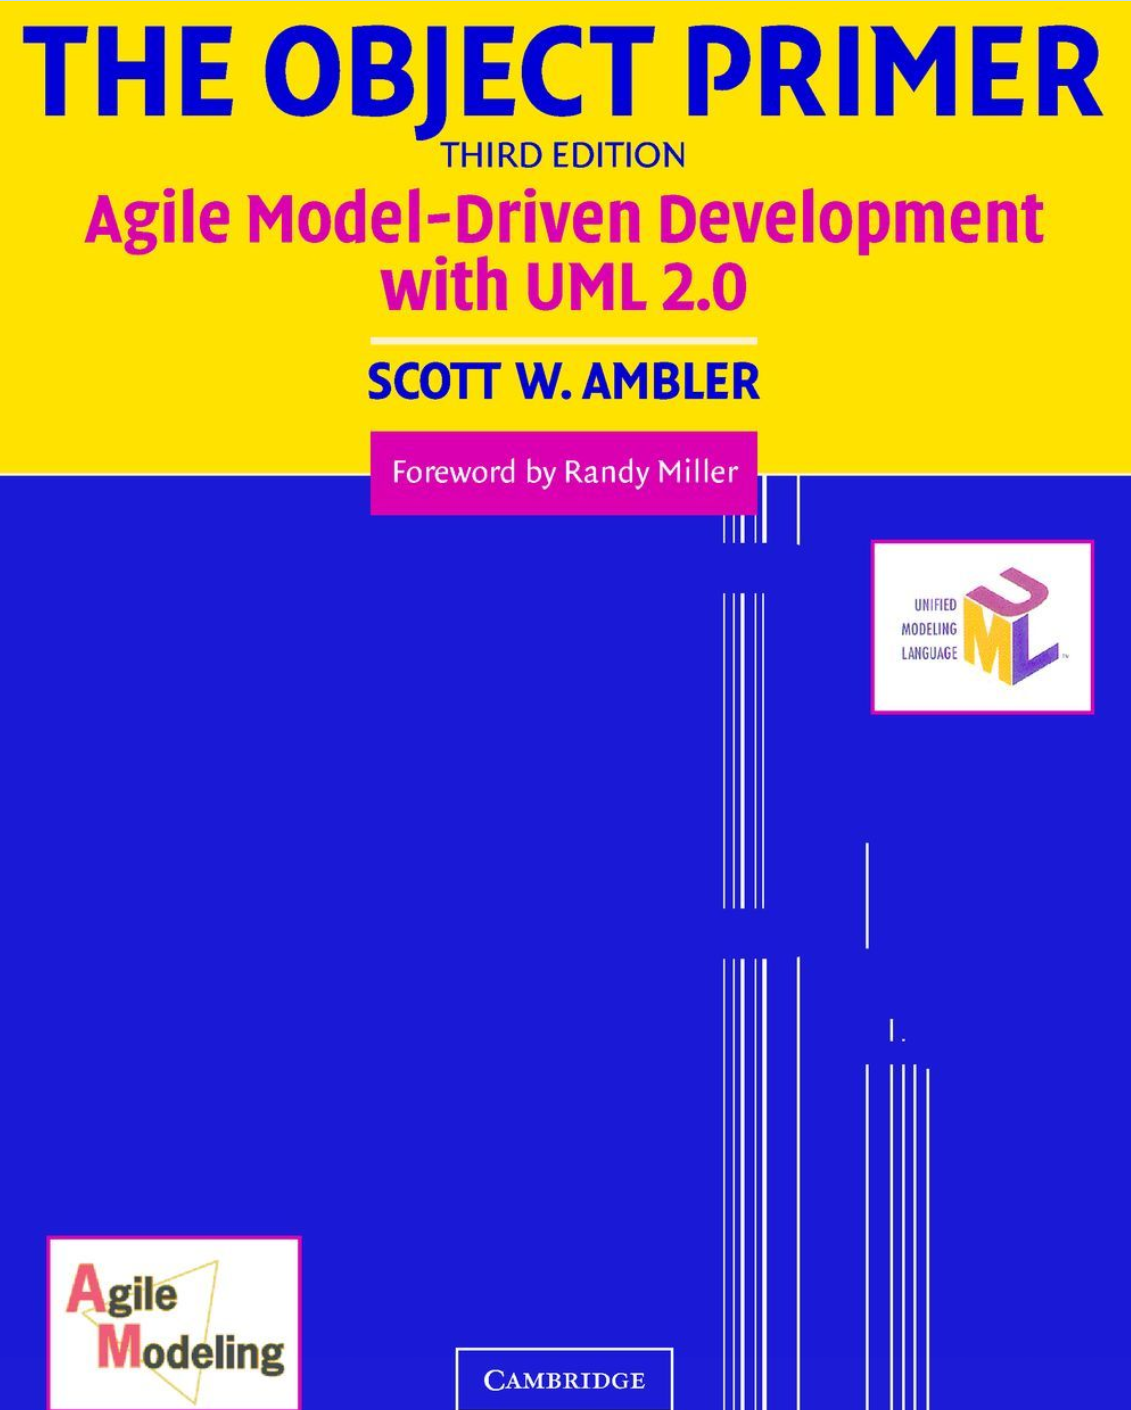 THE OBJECT PRIMER
THIRD EDITION
Agile Model-Driven Development
with UML 2.0
SCOTT W. AMBLER
Foreword by Randy Miller
UNIFIED
MODELING
LANGUAGE
UML
TM
Agile
Modeling
CAMBRIDGE